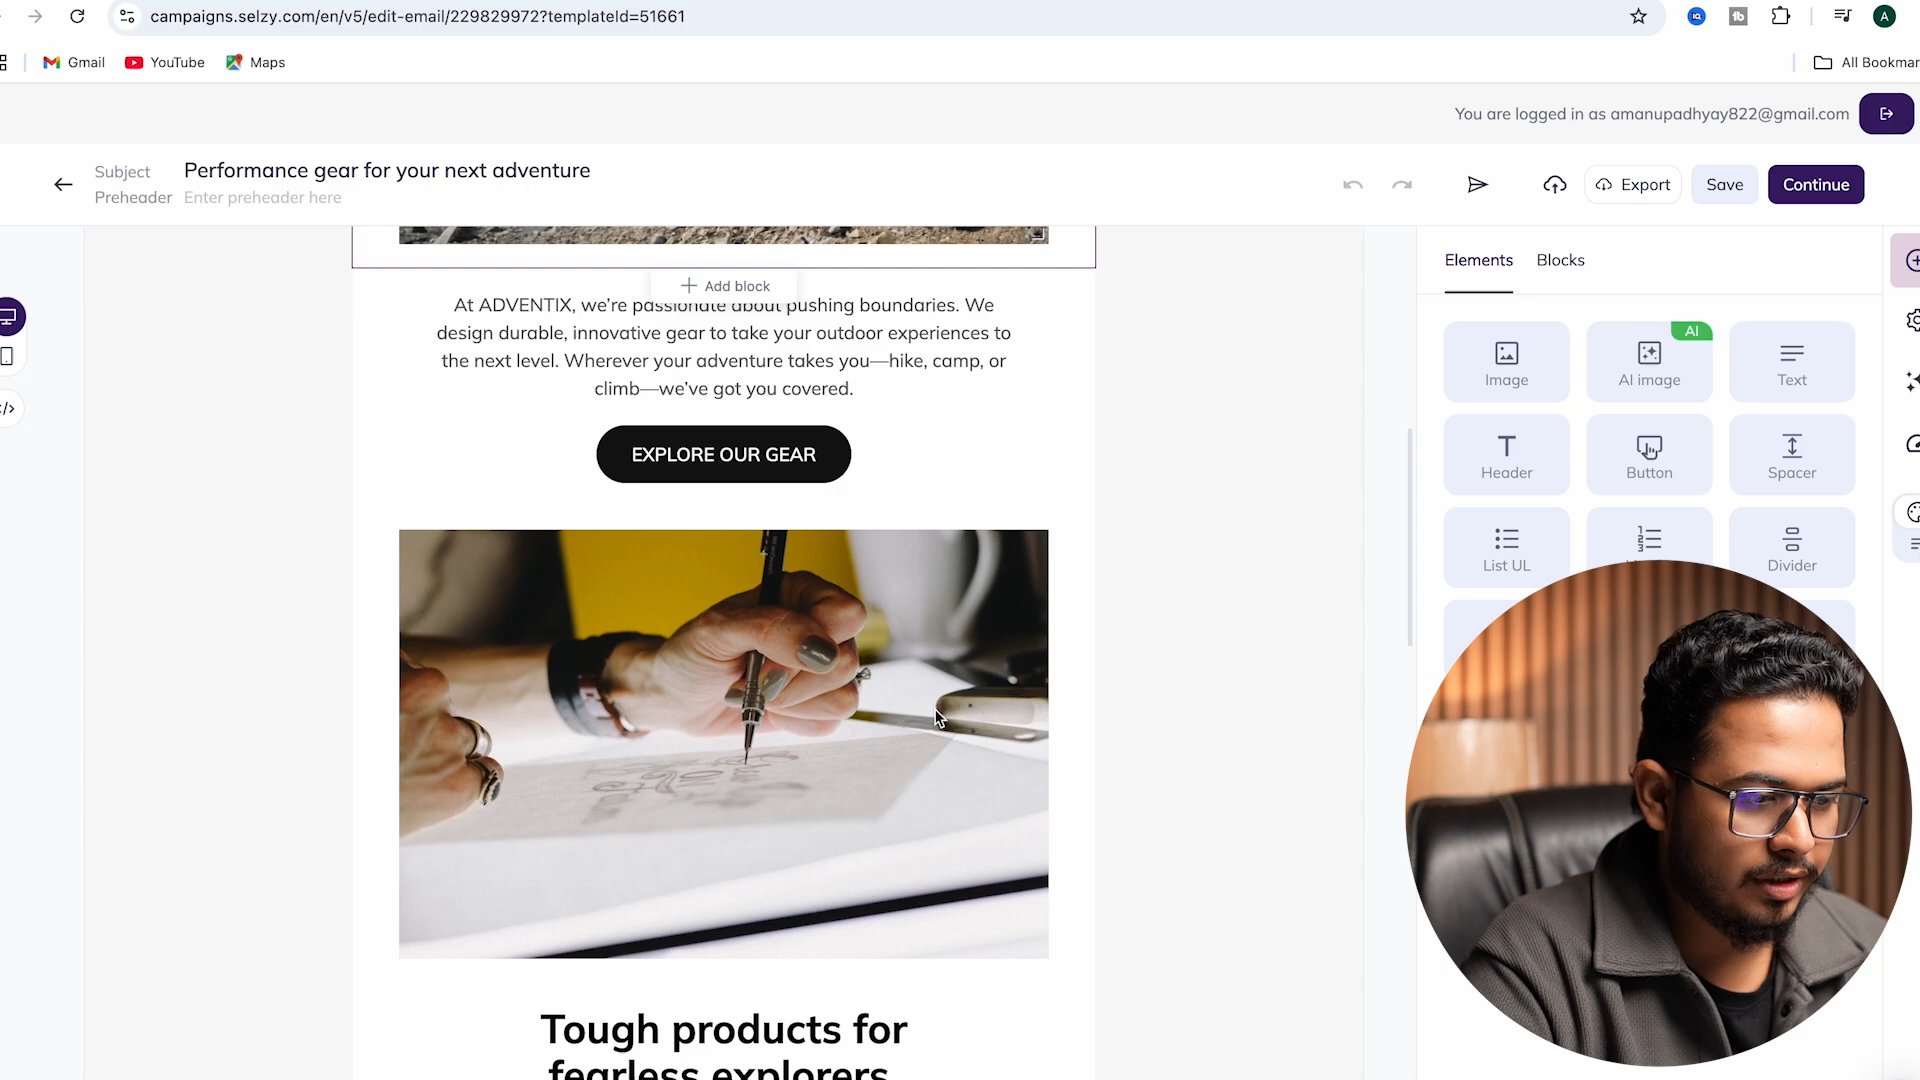 campaigns.selzy.com/en/v5/edit-email/229829972?templateId=51661
Gmail
YouTube
Maps
All Bookmar
You are logged in as amanupadhyay822@gmail.com
Subject
Performance gear for your next adventure
Preheader
Enter preheader here
Export
Save
Continue
Add block
At ADVENTIX, we're passionate about pushing boundaries. We
design durable, innovative gear to take your outdoor experiences to
the next level. Wherever your adventure takes you—hike, camp, or
climb—we've got you covered.
EXPLORE OUR GEAR
Tough products for
fearless explorers
Elements
Blocks
Image
AI
AI image
Text
Header
Button
Spacer
List UL
Divider